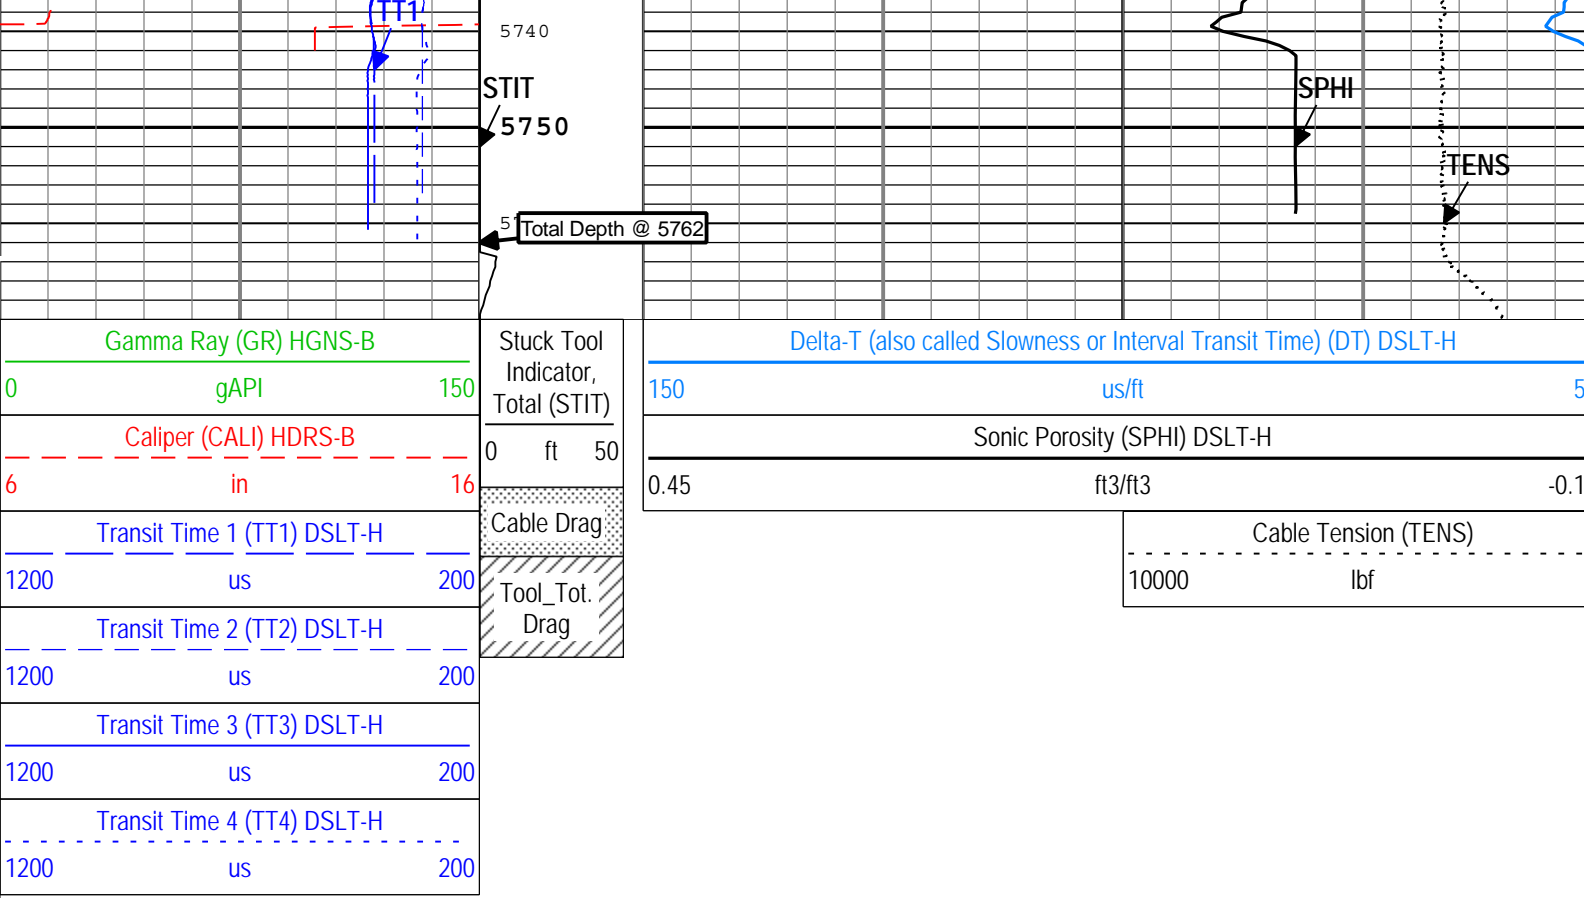 TT1
5740
STIT
5750
SPHI
TENS
Total Depth @ 5762
Gamma Ray (GR) HGNS-B
0 gAPI 150
Caliper (CALI) HDRS-B
6 in 16
Transit Time 1 (TT1) DSLT-H
1200 us 200
Transit Time 2 (TT2) DSLT-H
1200 us 200
Transit Time 3 (TT3) DSLT-H
1200 us 200
Transit Time 4 (TT4) DSLT-H
1200 us 200
Stuck Tool
Indicator,
Total (STIT)
0 ft 50
Cable Drag
Tool_Tot.
Drag
Delta-T (also called Slowness or Interval Transit Time) (DT) DSLT-H
150 us/ft 5
Sonic Porosity (SPHI) DSLT-H
0.45 ft3/ft3 -0.1
Cable Tension (TENS)
10000 lbf